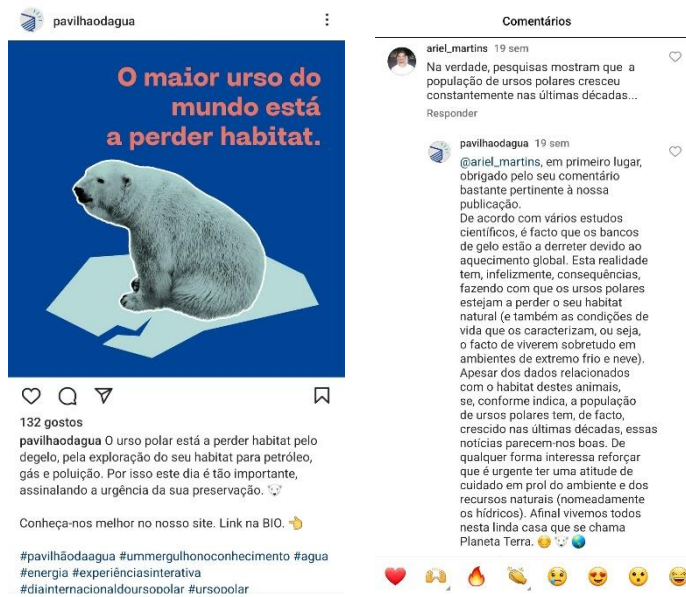 pavilhaodagua
O maior urso do
mundo está
a perder habitat.
132 gostos
pavilhaodagua O urso polar está a perder habitat pelo
degelo, pela exploração do seu habitat para petróleo,
gás e poluição. Por isso este dia é tão importante,
assinalando a urgência da sua preservação. 🐻‍❄️
Conheça-nos melhor no nosso site. Link na BIO. 👈
#pavilhãodaagua #ummergulhonoconhecimento #agua
#energia #experiênciasinterativa
#diainternacionaldoursopolar #ursopolar
Comentários
ariel_martins 19 sem
Na verdade, pesquisas mostram que a
população de ursos polares cresceu
constantemente nas últimas décadas...
Responder
pavilhaodagua 19 sem
@ariel_martins, em primeiro lugar,
obrigado pelo seu comentário
bastante pertinente à nossa
publicação.
De acordo com vários estudos
científicos, é facto que os bancos
de gelo estão a derreter devido ao
aquecimento global. Esta realidade
tem, infelizmente, consequências,
fazendo com que os ursos polares
estejam a perder o seu habitat
natural (e também as condições de
vida que os caracterizam, ou seja,
o facto de viverem sobretudo em
ambientes de extremo frio e neve).
Apesar dos dados relacionados
com o habitat destes animais,
se, conforme indica, a população
de ursos polares tem, de facto,
crescido nas últimas décadas, essas
notícias parecem-nos boas. De
qualquer forma interessa reforçar
que é urgente ter uma atitude de
cuidado em prol do ambiente e dos
recursos naturais (nomeadamente
os hídricos). Afinal vivemos todos
nesta linda casa que se chama
Planeta Terra. 😊🐻‍❄️🌎